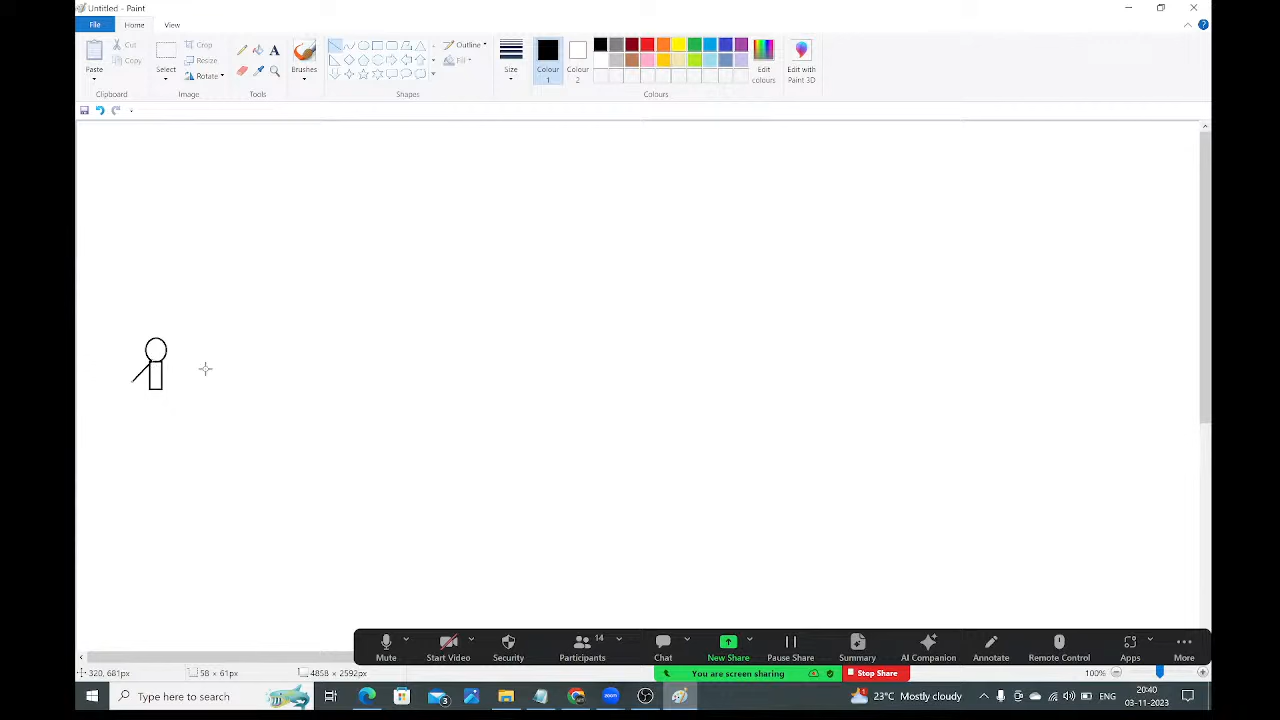 Untitled - Paint
File Home View
Paste
Cut
Copy
Clipboard
Select
Crop
Resize
Rotate
Image
A
Tools
Brushes
Outline
Fill
Shapes
Size
Colour 1
Colour 2
Colours
Edit colours
Edit with Paint 3D
Mute
Start Video
Security
14
Participants
Chat
New Share
Pause Share
Summary
AI Companion
Annotate
Remote Control
Apps
More
320, 681px
58 × 61px
4858 × 2592px
You are screen sharing
Stop Share
100%
Type here to search
3
1
23°C Mostly cloudy
ENG
20:40
03-11-2023